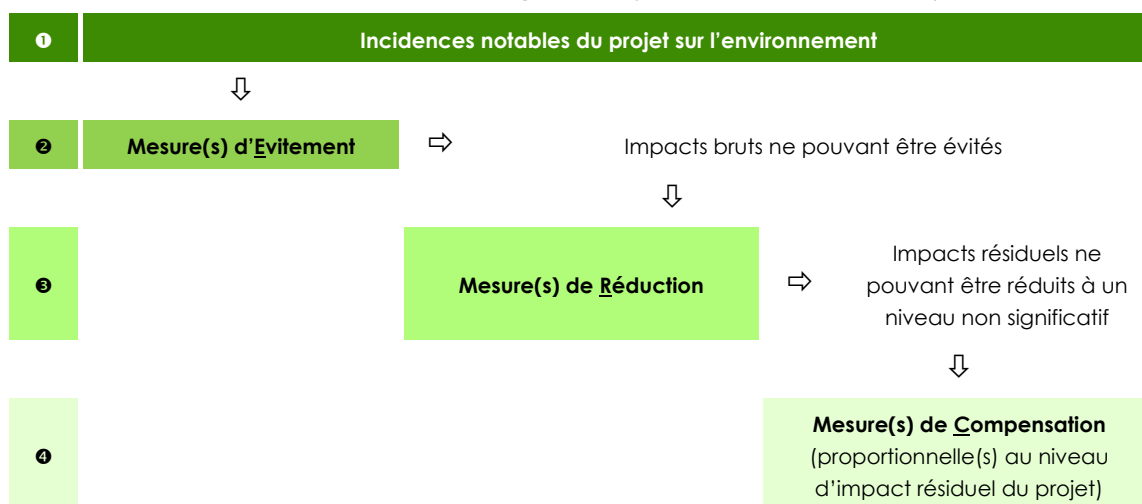 ❶ Incidences notables du projet sur l'environnement
⇩
❷ Mesure(s) d'Evitement ⇨ Impacts bruts ne pouvant être évités
⇩
❸ Mesure(s) de Réduction ⇨ Impacts résiduels ne
pouvant être réduits à un
niveau non significatif
⇩
❹ Mesure(s) de Compensation
(proportionnelle(s) au niveau
d'impact résiduel du projet)